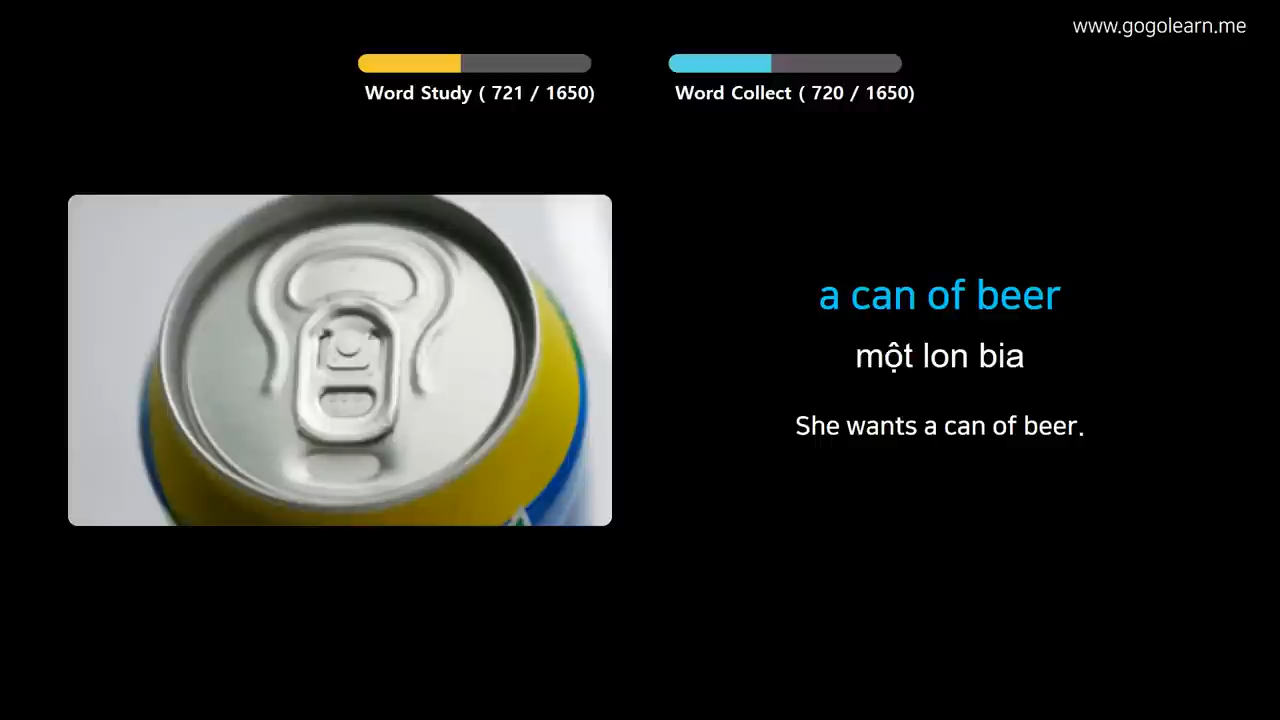 www.gogolearn.me
Word Study ( 721 / 1650)
Word Collect ( 720 / 1650)
a can of beer
một lon bia
She wants a can of beer.